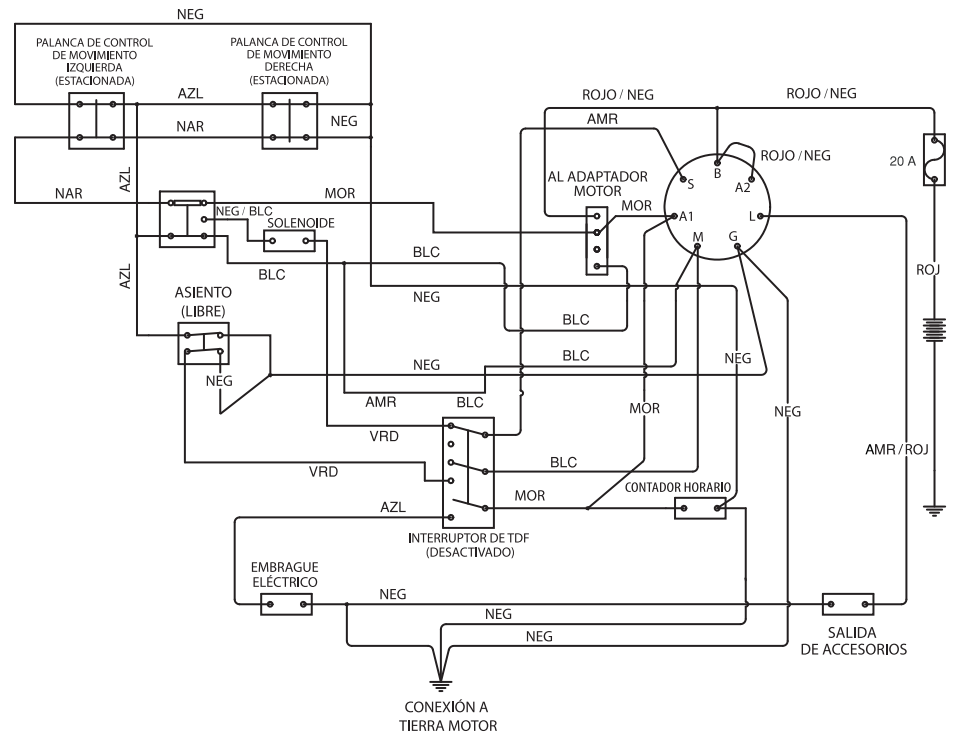 NEG
PALANCA DE CONTROL
DE MOVIMIENTO
IZQUIERDA
(ESTACIONADA)
PALANCA DE CONTROL
DE MOVIMIENTO
DERECHA
(ESTACIONADA)
AZL
NEG
NAR
ROJO / NEG
ROJO / NEG
AMR
ROJO / NEG
20 A
AZL
NAR
MOR
AL ADAPTADOR
MOTOR
MOR
S
B
A2
A1
L
M
G
NEG / BLC
SOLENOIDE
BLC
BLC
AZL
NEG
ROJ
ASIENTO
(LIBRE)
BLC
BLC
NEG
NEG
NEG
AMR
BLC
MOR
NEG
VRD
AMR / ROJ
VRD
BLC
MOR
CONTADOR HORARIO
AZL
INTERRUPTOR DE TDF
(DESACTIVADO)
EMBRAGUE
ELÉCTRICO
NEG
NEG
NEG
SALIDA
DE ACCESORIOS
CONEXIÓN A
TIERRA MOTOR